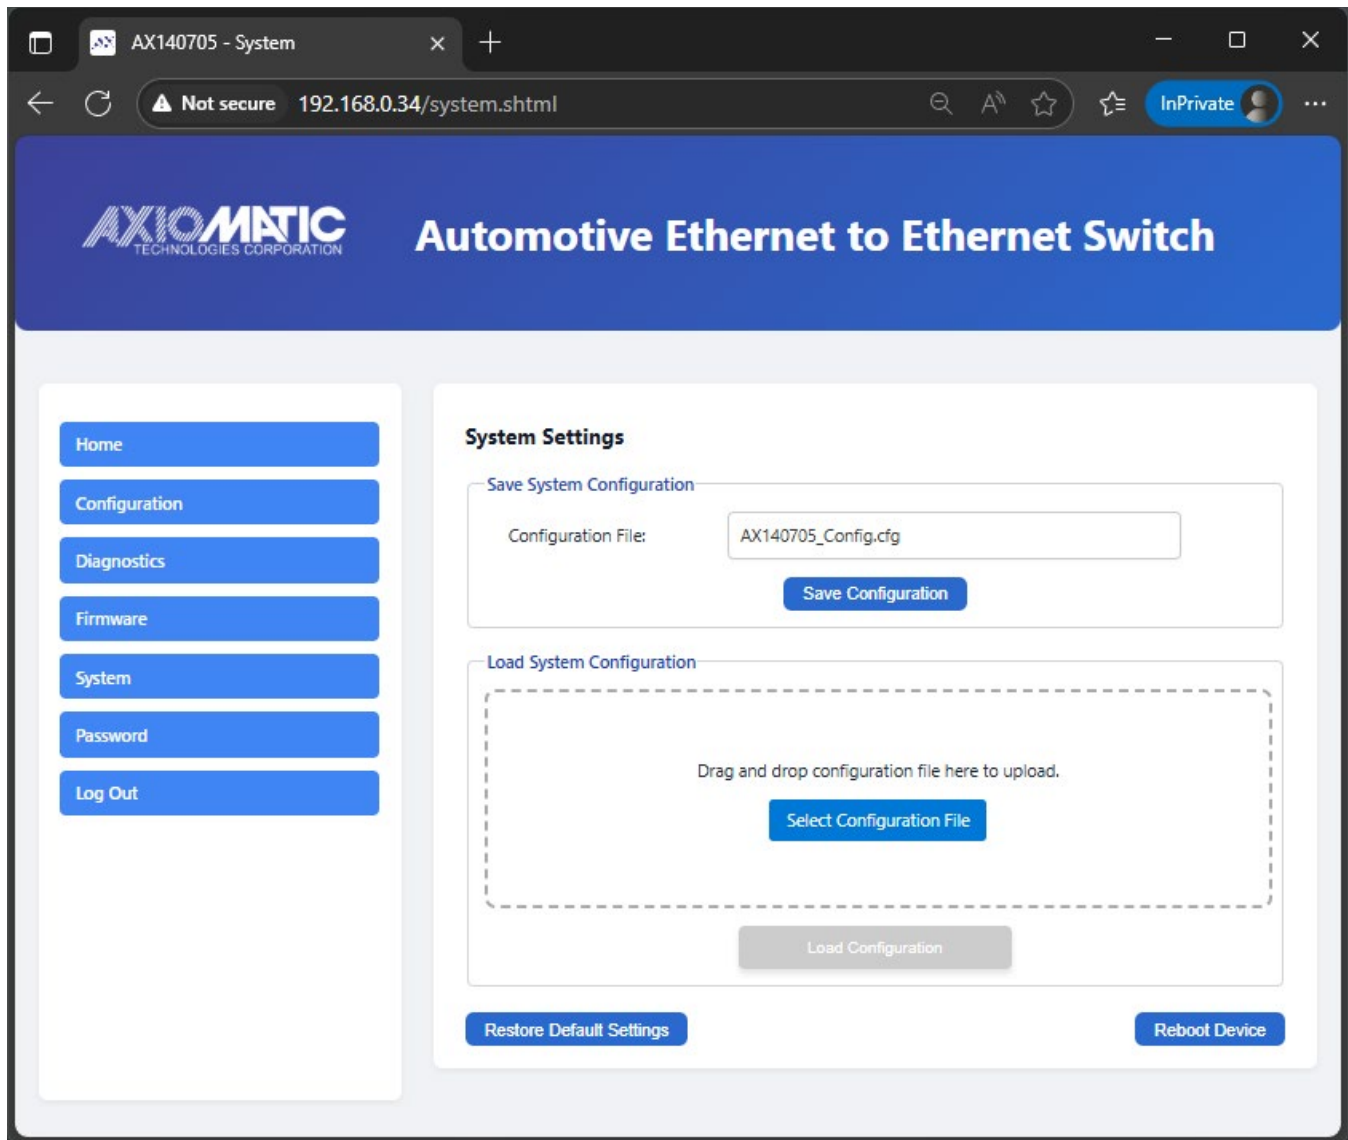 AX140705 - System
Not secure 192.168.0.34/system.shtml
InPrivate
AXIOMATIC
TECHNOLOGIES CORPORATION
Automotive Ethernet to Ethernet Switch
Home
Configuration
Diagnostics
Firmware
System
Password
Log Out
System Settings
Save System Configuration
Configuration File: AX140705_Config.cfg
Save Configuration
Load System Configuration
Drag and drop configuration file here to upload.
Select Configuration File
Load Configuration
Restore Default Settings
Reboot Device